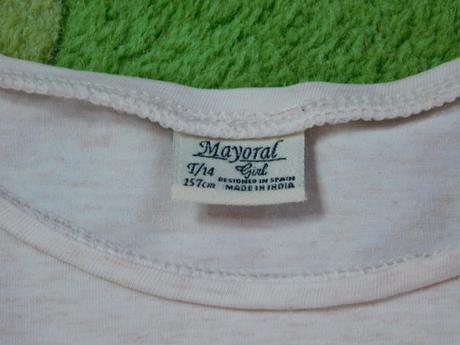 Mayoral
T/14 Girl
157cm DESIGNED IN SPAIN
MADE IN INDIA